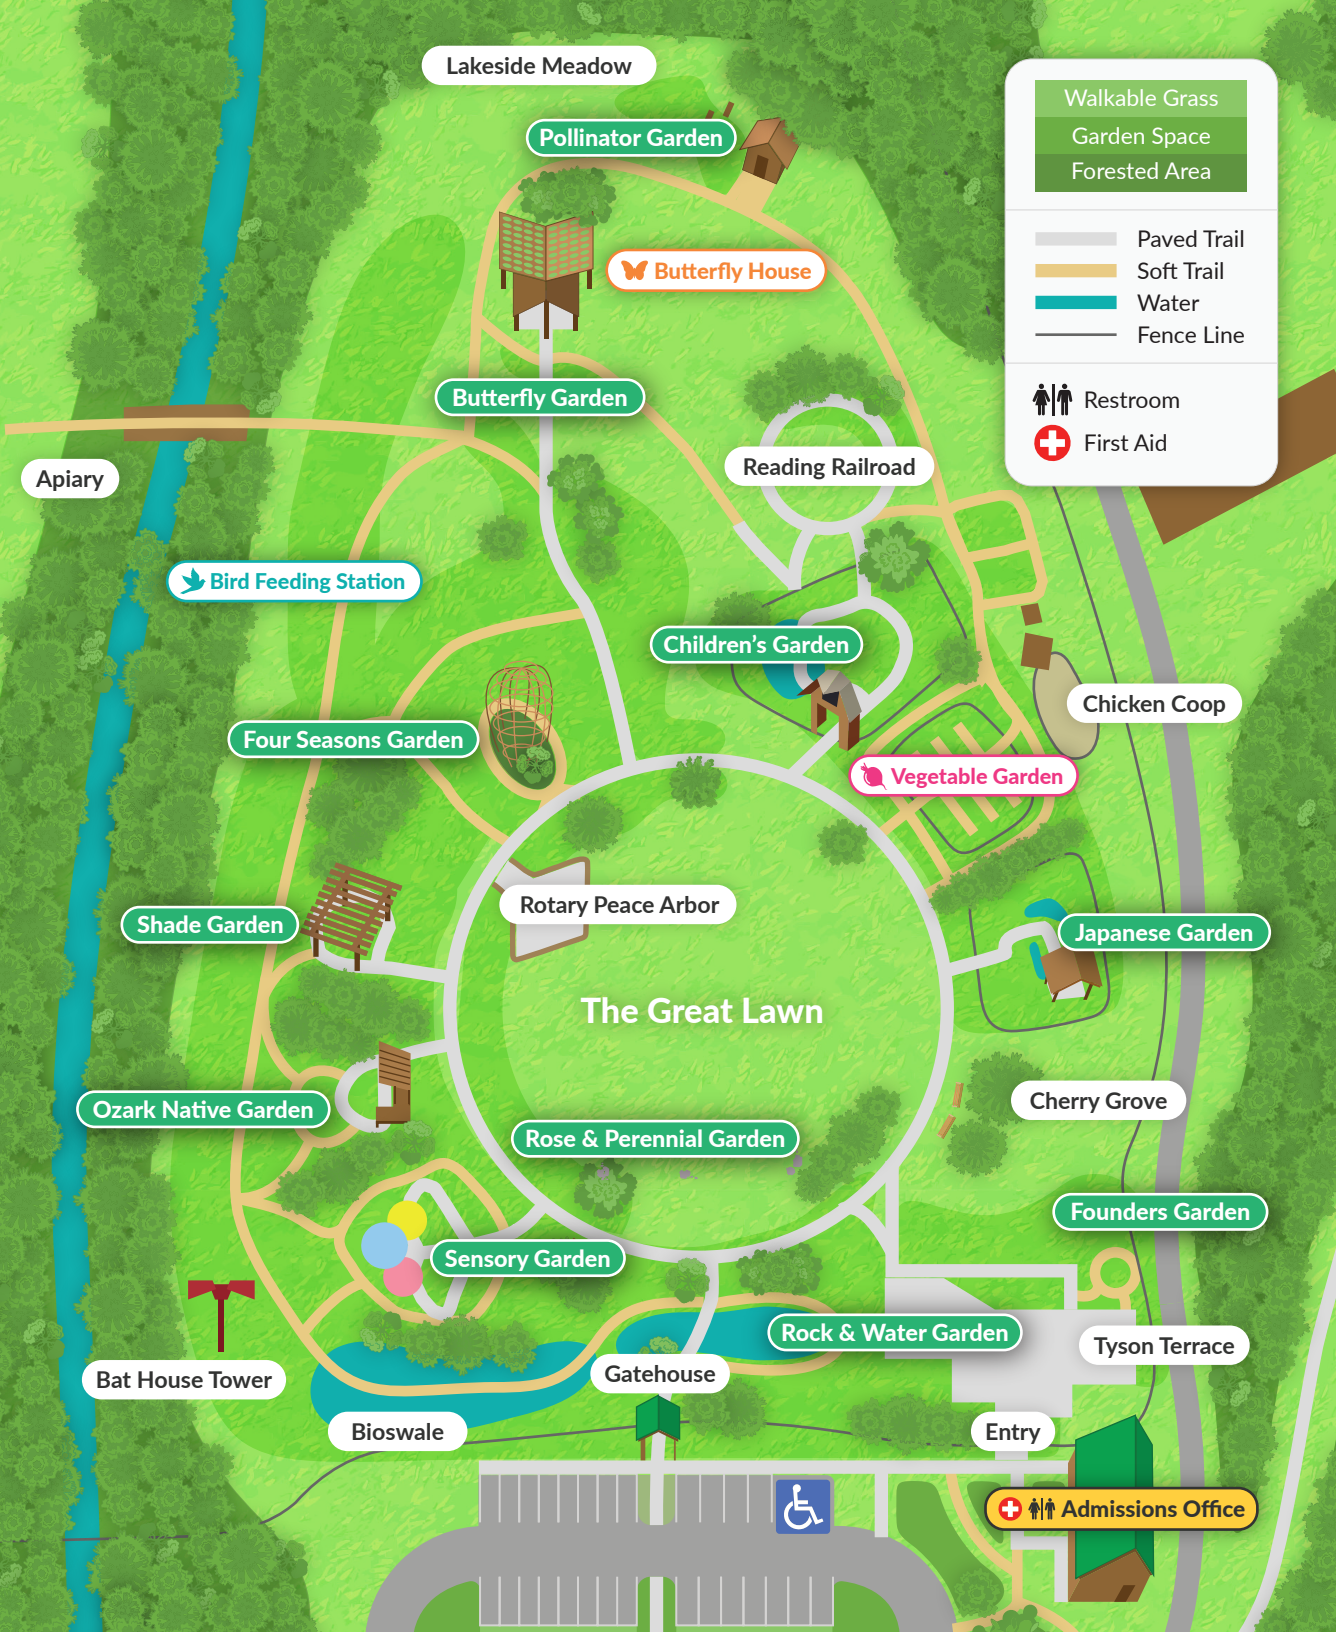 Lakeside Meadow
Walkable Grass
Pollinator Garden
Garden Space
Forested Area
Paved Trail
Butterfly House
Soft Trail
Water
Fence Line
Butterfly Garden
Restroom
First Aid
Reading Railroad
Apiary
Bird Feeding Station
Children's Garden
Chicken Coop
Four Seasons Garden
Vegetable Garden
Rotary Peace Arbor
Shade Garden
Japanese Garden
The Great Lawn
Cherry Grove
Ozark Native Garden
Rose & Perennial Garden
Founders Garden
Sensory Garden
Rock & Water Garden
Tyson Terrace
Gatehouse
Bat House Tower
Bioswale
Entry
Admissions Office